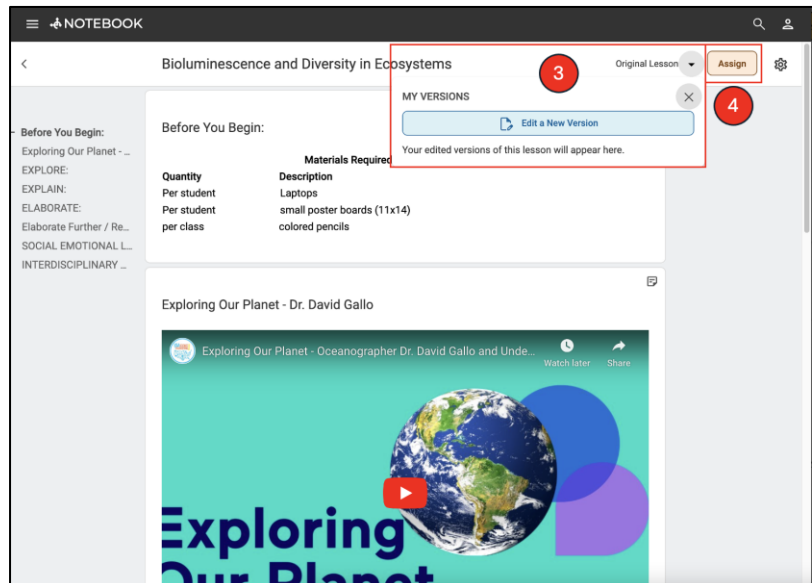 NOTEBOOK
Bioluminescence and Diversity in Ecosystems
3
Original Lesson
Assign
4
MY VERSIONS
Edit a New Version
Your edited versions of this lesson will appear here.
Before You Begin:
Exploring Our Planet - ...
EXPLORE:
EXPLAIN:
ELABORATE:
Elaborate Further / Re...
SOCIAL EMOTIONAL L...
INTERDISCIPLINARY ...
Before You Begin:
Materials Required
Quantity Description
Per student Laptops
Per student small poster boards (11x14)
per class colored pencils
Exploring Our Planet - Dr. David Gallo
Exploring Our Planet - Oceanographer Dr. David Gallo and Unde...
Watch later
Share
Exploring
Our Planet